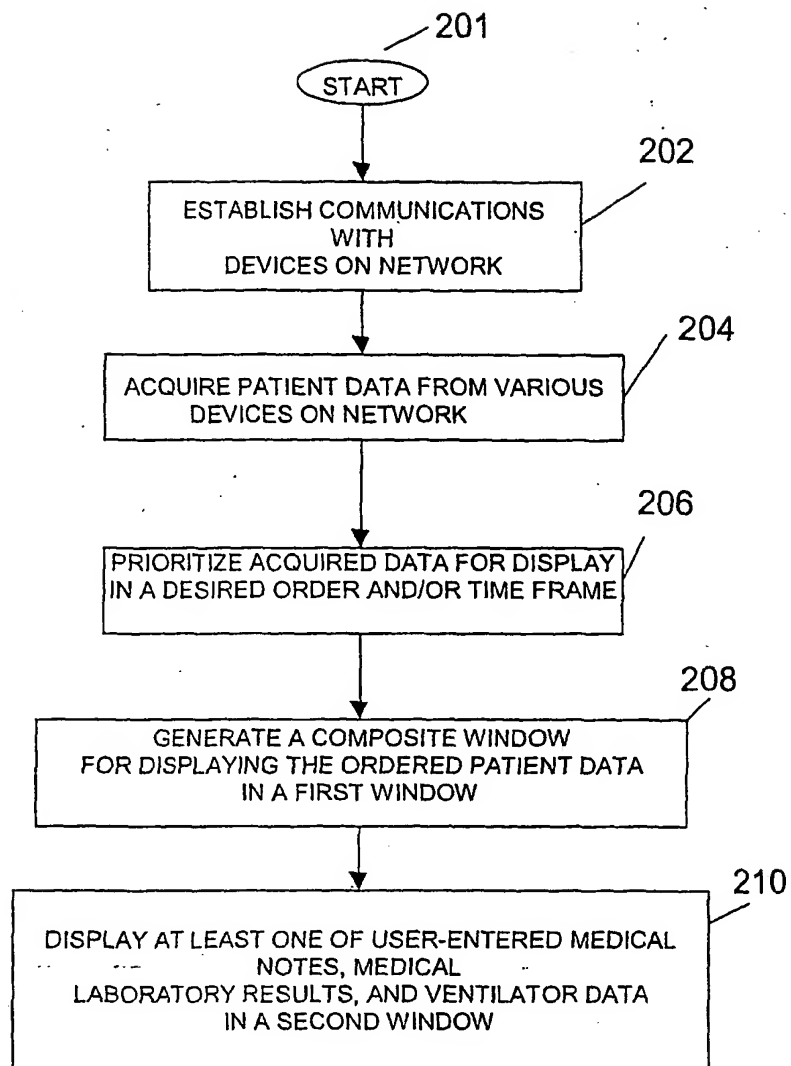 201
START
202
ESTABLISH COMMUNICATIONS
WITH
DEVICES ON NETWORK
204
ACQUIRE PATIENT DATA FROM VARIOUS
DEVICES ON NETWORK
206
PRIORITIZE ACQUIRED DATA FOR DISPLAY
IN A DESIRED ORDER AND/OR TIME FRAME
208
GENERATE A COMPOSITE WINDOW
FOR DISPLAYING THE ORDERED PATIENT DATA
IN A FIRST WINDOW
210
DISPLAY AT LEAST ONE OF USER-ENTERED MEDICAL
NOTES, MEDICAL
LABORATORY RESULTS, AND VENTILATOR DATA
IN A SECOND WINDOW